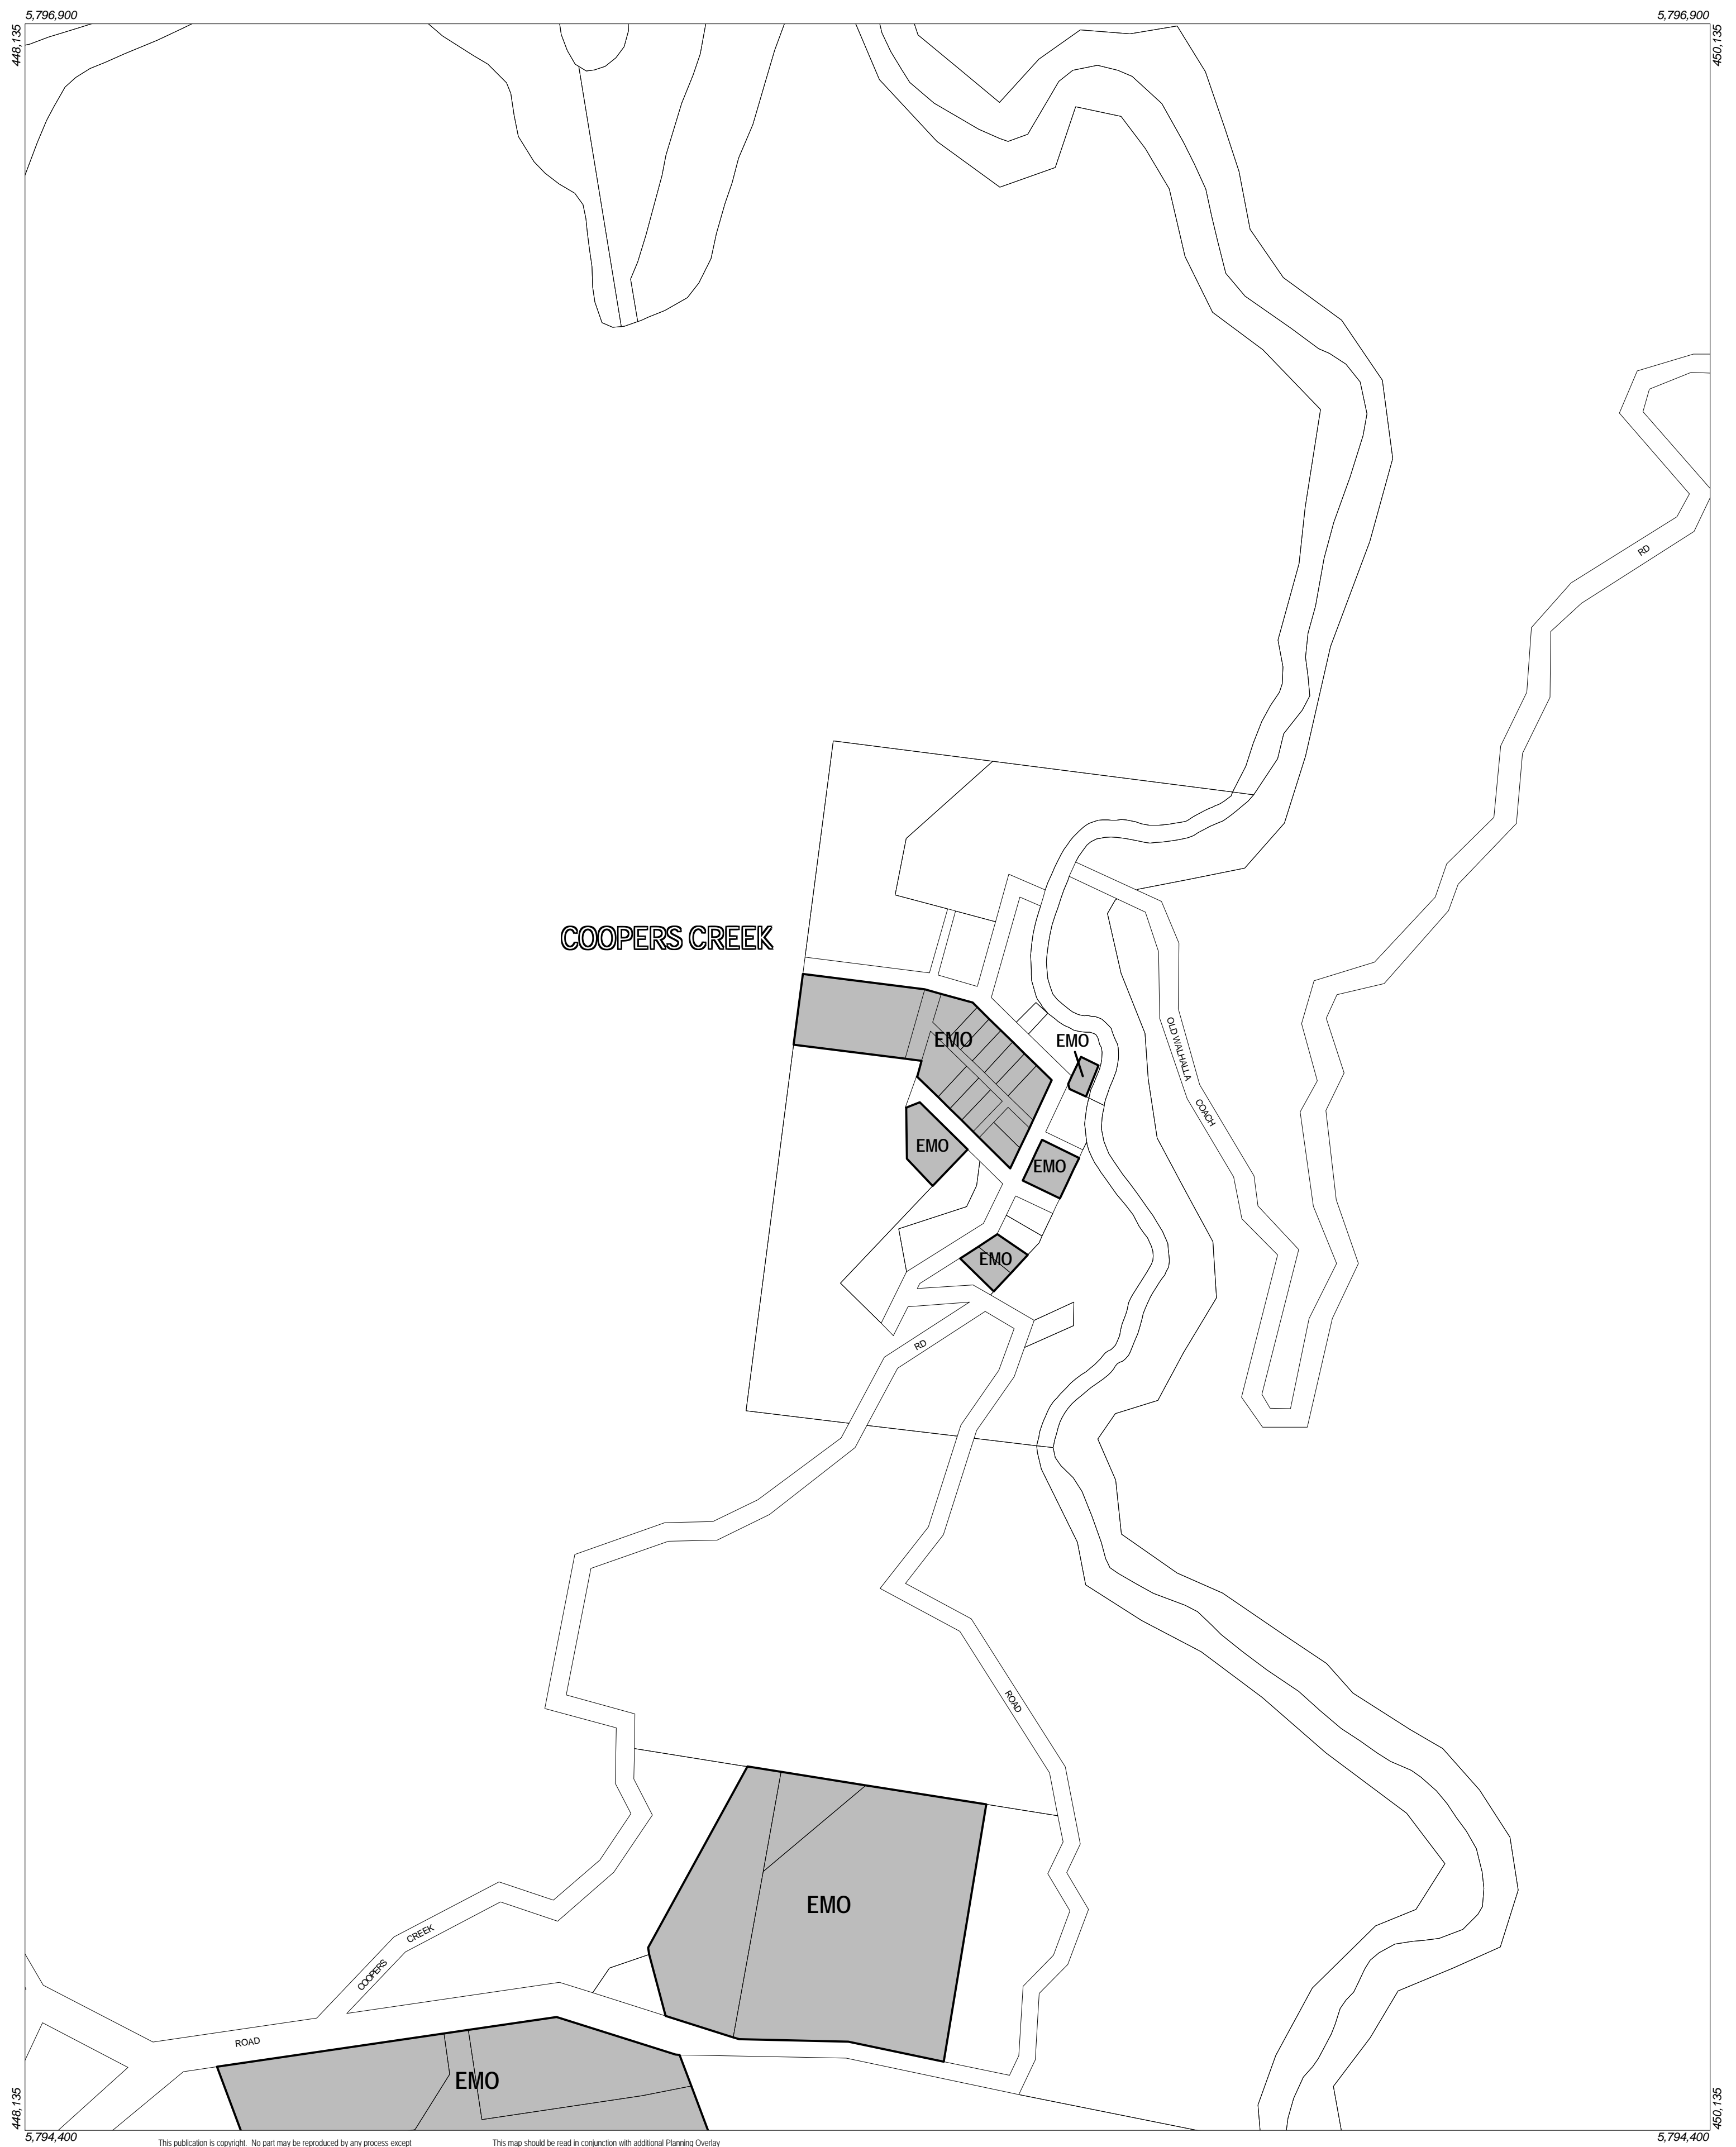 5,796,900
5,796,900
448,135
450,135
RD
COOPERS CREEK
EMO
EMO
OLD WALHALLA
COACH
EMO
EMO
EMO
RD
ROAD
EMO
CREEK
COOPERS
ROAD
EMO
448,135
450,135
5,794,400
5,794,400
This publication is copyright. No part may be reproduced by any process except
This map should be read in conjunction with additional Planning Overlay